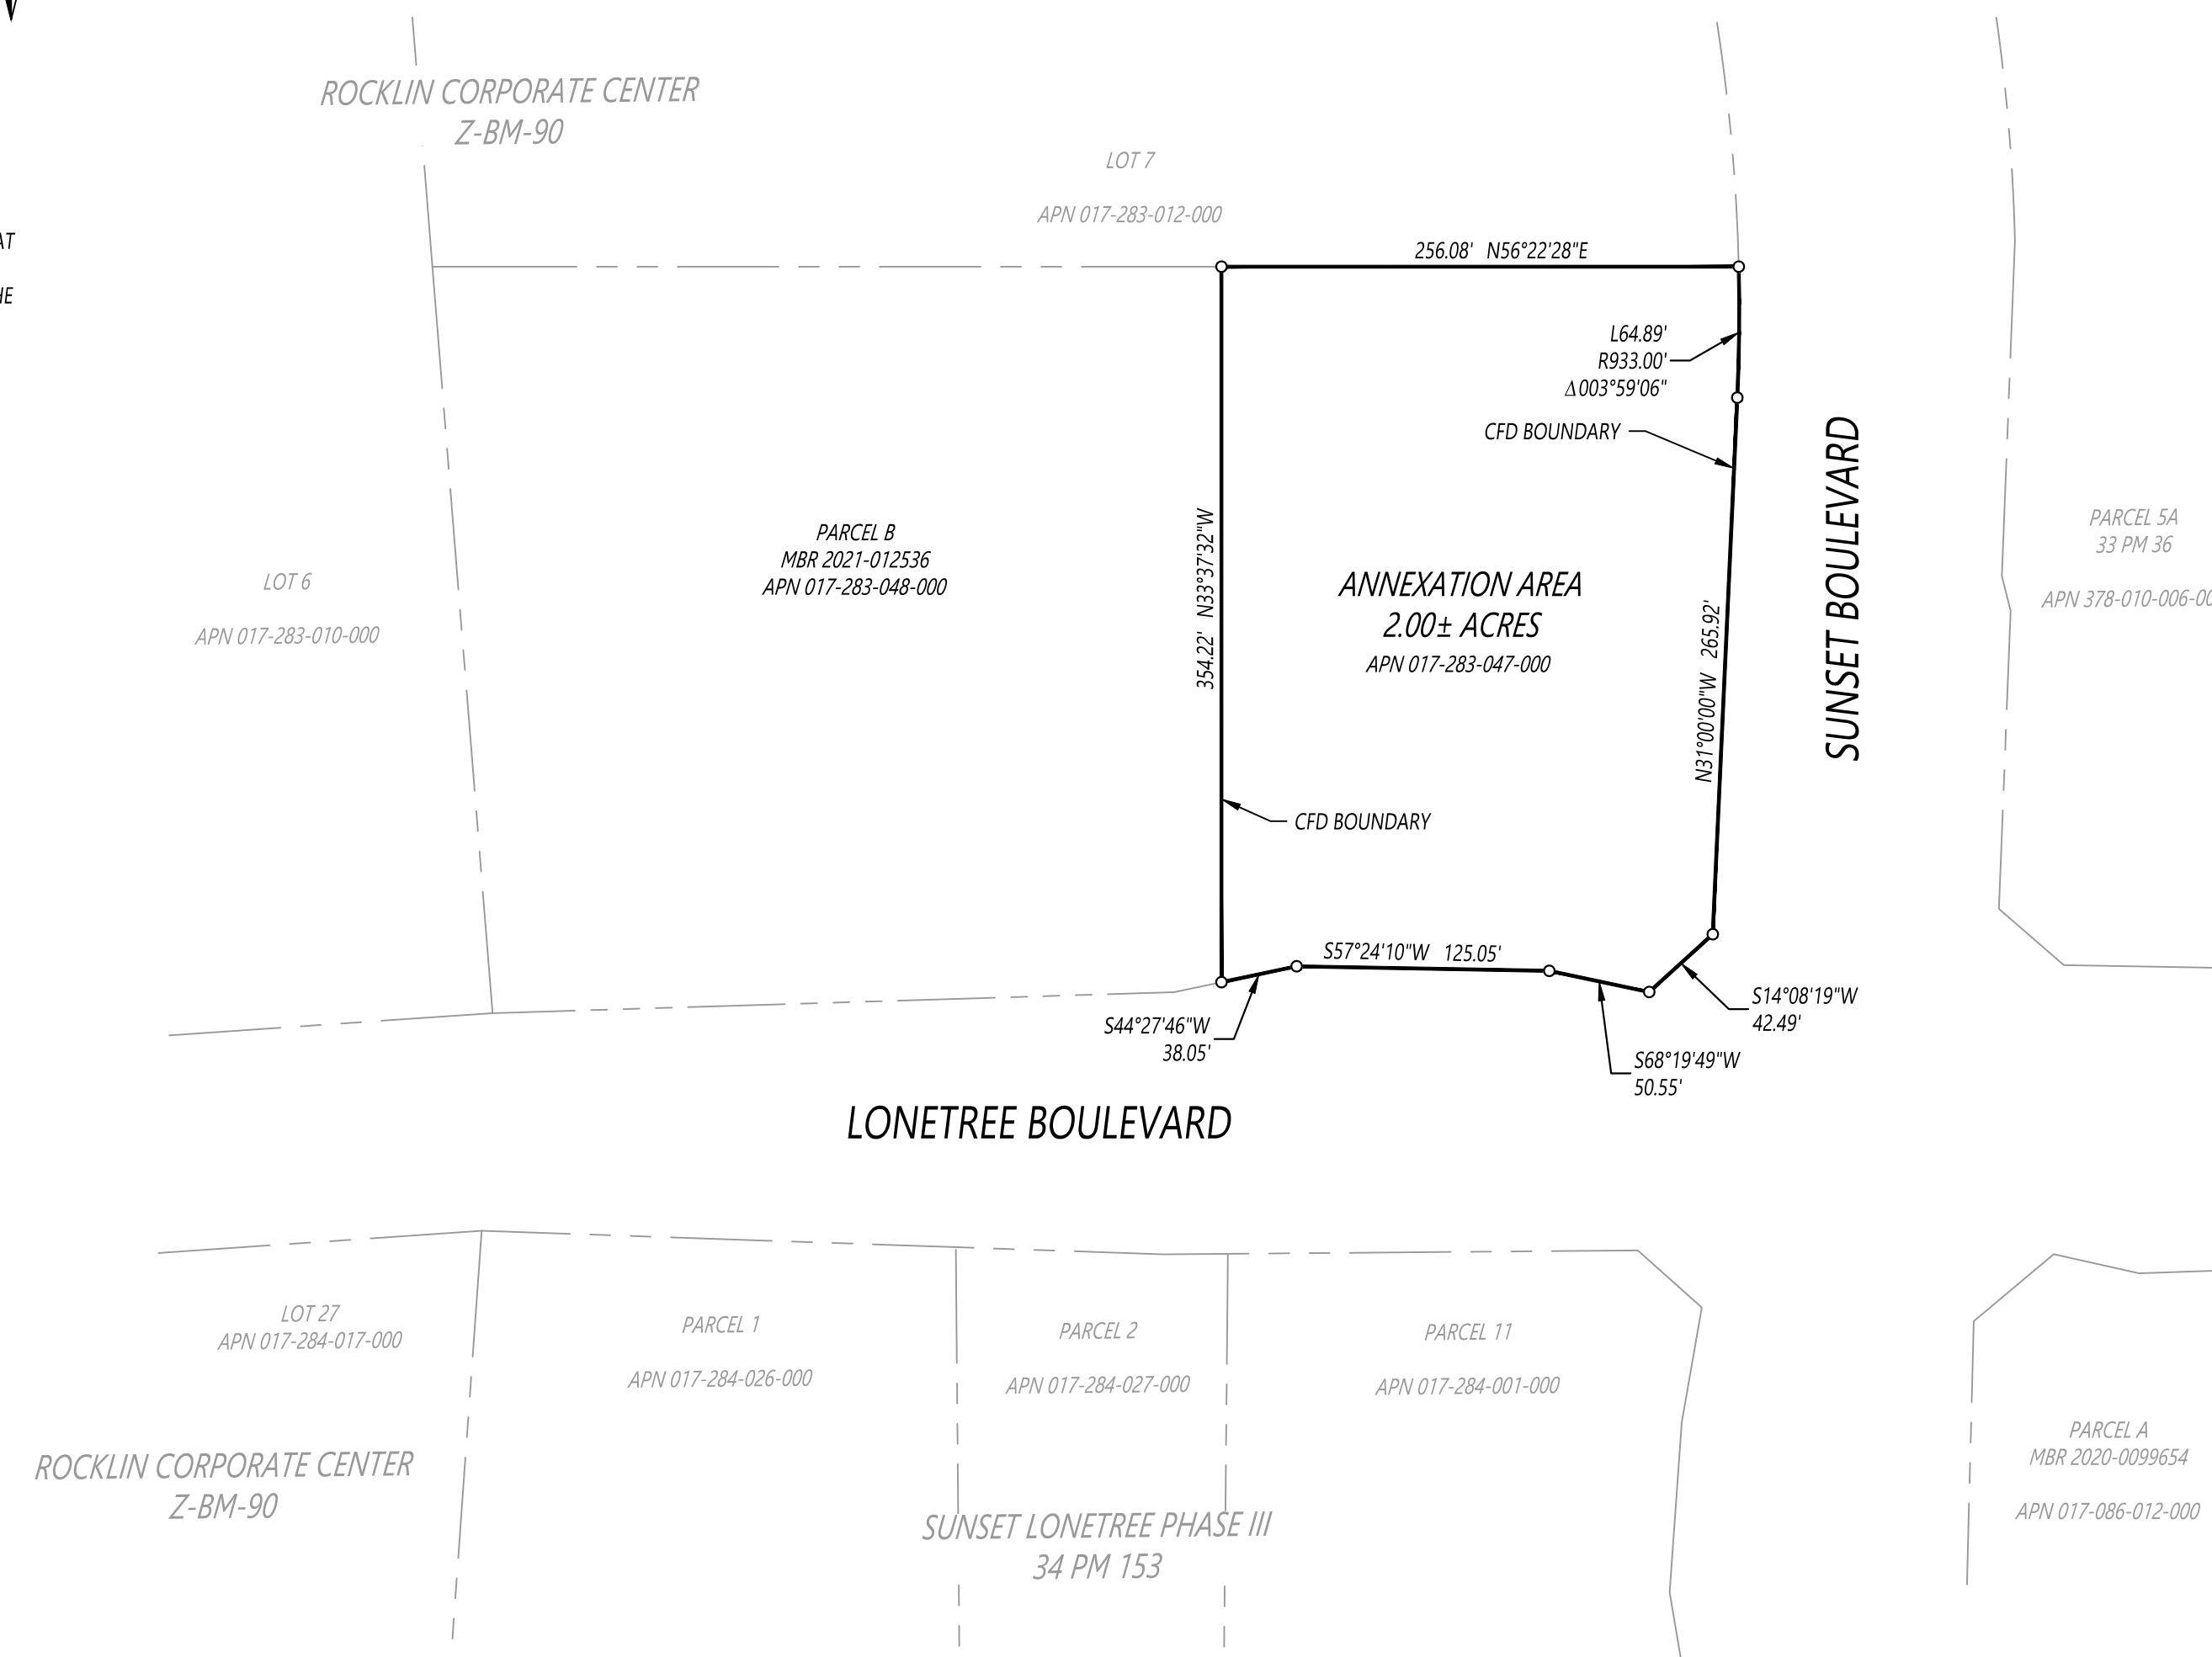 ROCKLIN CORPORATE CENTER
Z-BM-90
LOT 7
APN 017-283-012-000
256.08' N56°22'28"E
L64.89'
R933.00'
Δ003°59'06"
CFD BOUNDARY
SUNSET BOULEVARD
PARCEL 5A
33 PM 36
APN 378-010-006-00
PARCEL B
MBR 2021-012536
APN 017-283-048-000
LOT 6
APN 017-283-010-000
354.22' N33°37'32"W
ANNEXATION AREA
2.00± ACRES
APN 017-283-047-000
N31°00'00"W 265.92'
CFD BOUNDARY
S57°24'10"W 125.05'
S44°27'46"W
38.05'
S14°08'19"W
42.49'
S68°19'49"W
50.55'
LONETREE BOULEVARD
LOT 27
APN 017-284-017-000
PARCEL 1
APN 017-284-026-000
PARCEL 2
APN 017-284-027-000
PARCEL 11
APN 017-284-001-000
PARCEL A
MBR 2020-0099654
APN 017-086-012-000
ROCKLIN CORPORATE CENTER
Z-BM-90
SUNSET LONETREE PHASE III
34 PM 153